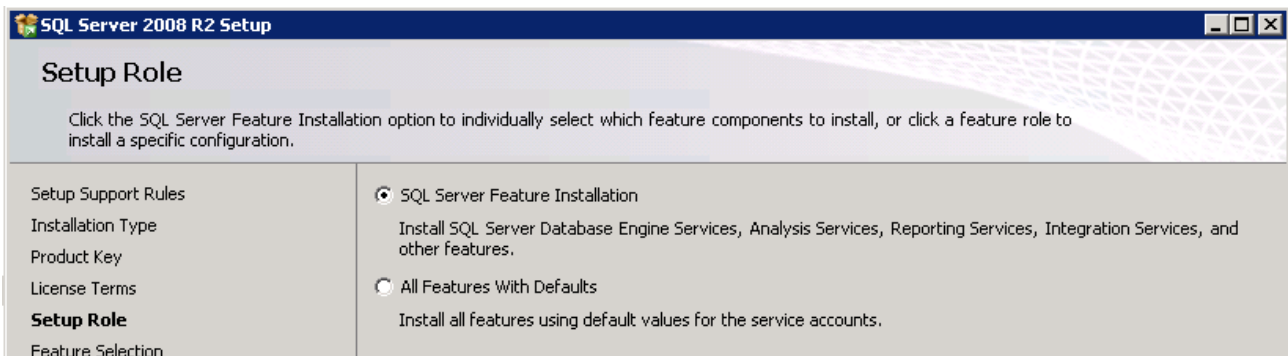 SQL Server 2008 R2 Setup
Setup Role
Click the SQL Server Feature Installation option to individually select which feature components to install, or click a feature role to
install a specific configuration.
Setup Support Rules
Installation Type
Product Key
License Terms
Setup Role
Feature Selection
SQL Server Feature Installation
Install SQL Server Database Engine Services, Analysis Services, Reporting Services, Integration Services, and
other features.
All Features With Defaults
Install all features using default values for the service accounts.